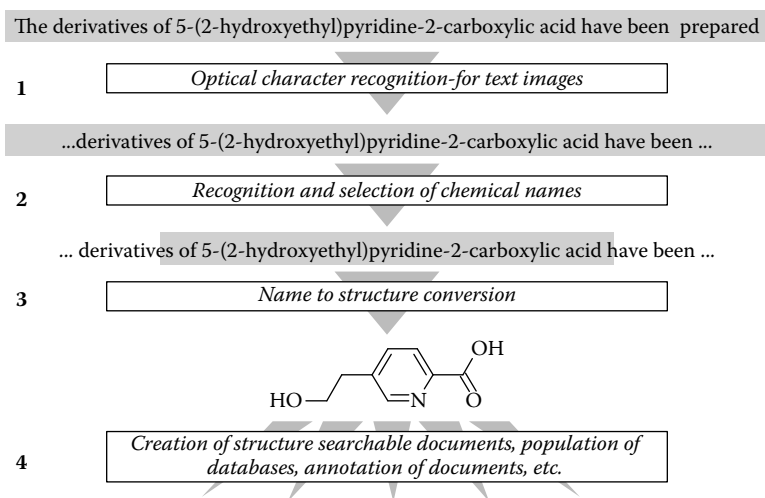 The derivatives of 5-(2-hydroxyethyl)pyridine-2-carboxylic acid have been prepared
1
Optical character recognition-for text images
...derivatives of 5-(2-hydroxyethyl)pyridine-2-carboxylic acid have been ...
2
Recognition and selection of chemical names
... derivatives of 5-(2-hydroxyethyl)pyridine-2-carboxylic acid have been ...
3
Name to structure conversion
OH
HO
N
O
4
Creation of structure searchable documents, population of
databases, annotation of documents, etc.